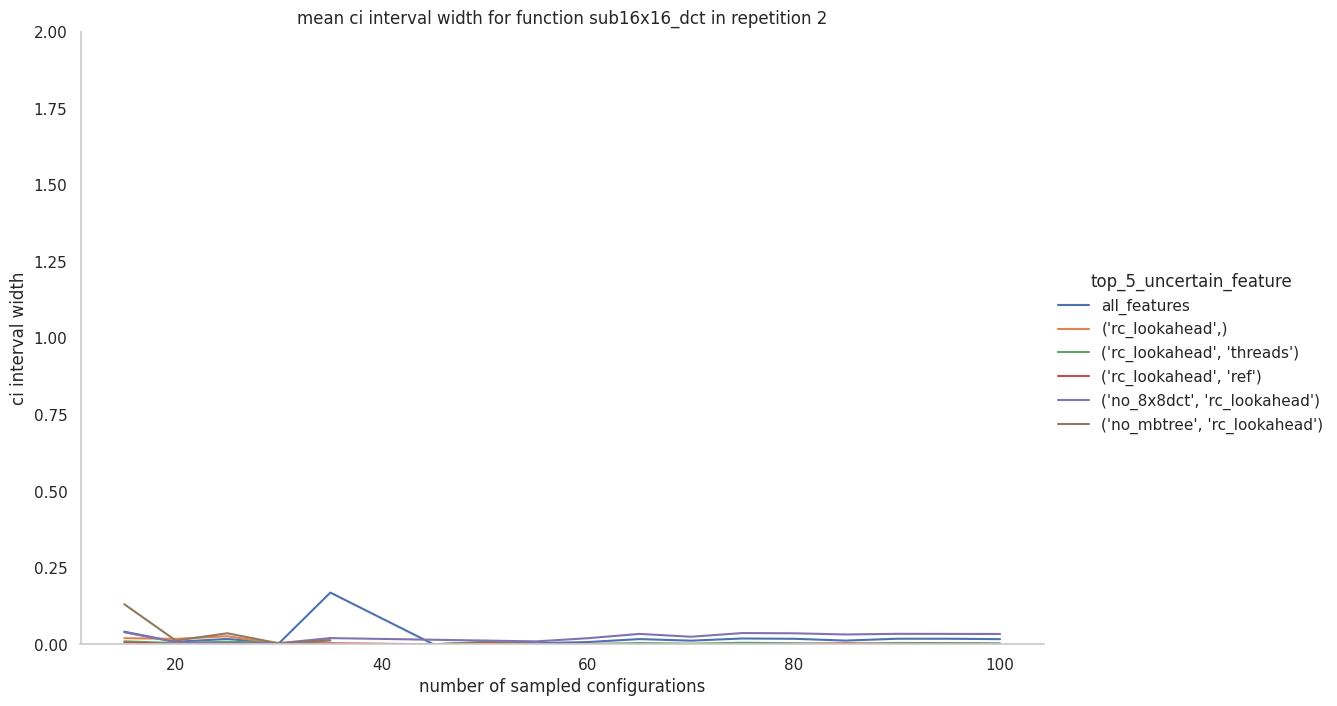 mean ci interval width for function sub16x16_dct in repetition 2
2.00
1.75
1.50
1.25
1.00
0.75
0.50
0.25
0.00
ci interval width
20
40
60
80
100
number of sampled configurations
top_5_uncertain_feature
all_features
('rc_lookahead',)
('rc_lookahead', 'threads')
('rc_lookahead', 'ref')
('no_8x8dct', 'rc_lookahead')
('no_mbtree', 'rc_lookahead')